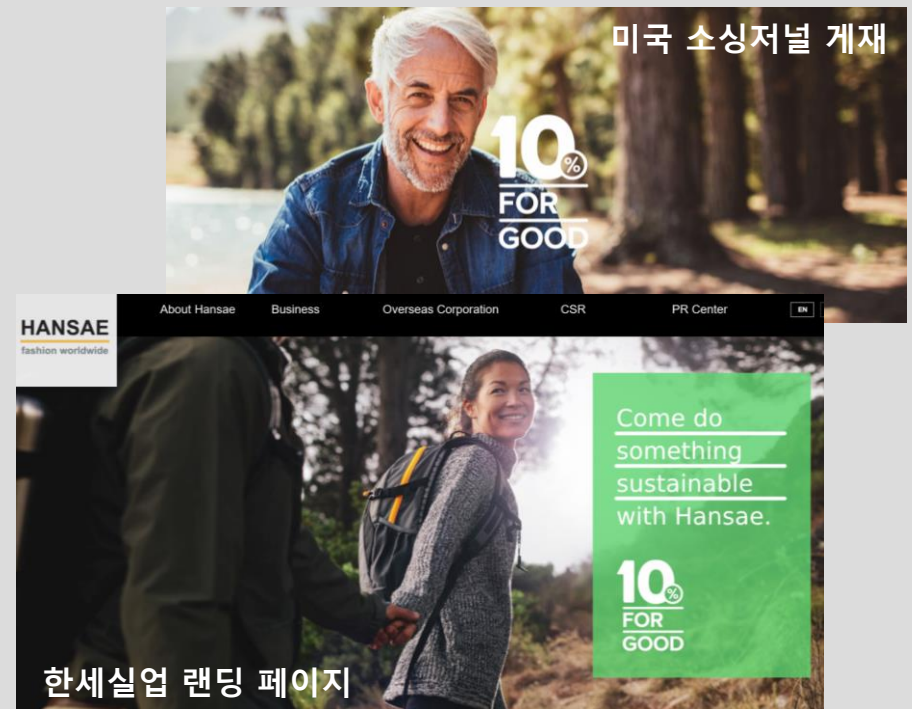 미국 소싱저널 게재
10%
FOR
GOOD
HANSAE
fashion worldwide
About Hansae Business Overseas Corporation CSR PR Center EN
Come do
something
sustainable
with Hansae.
10%
FOR
GOOD
한세실업 랜딩 페이지